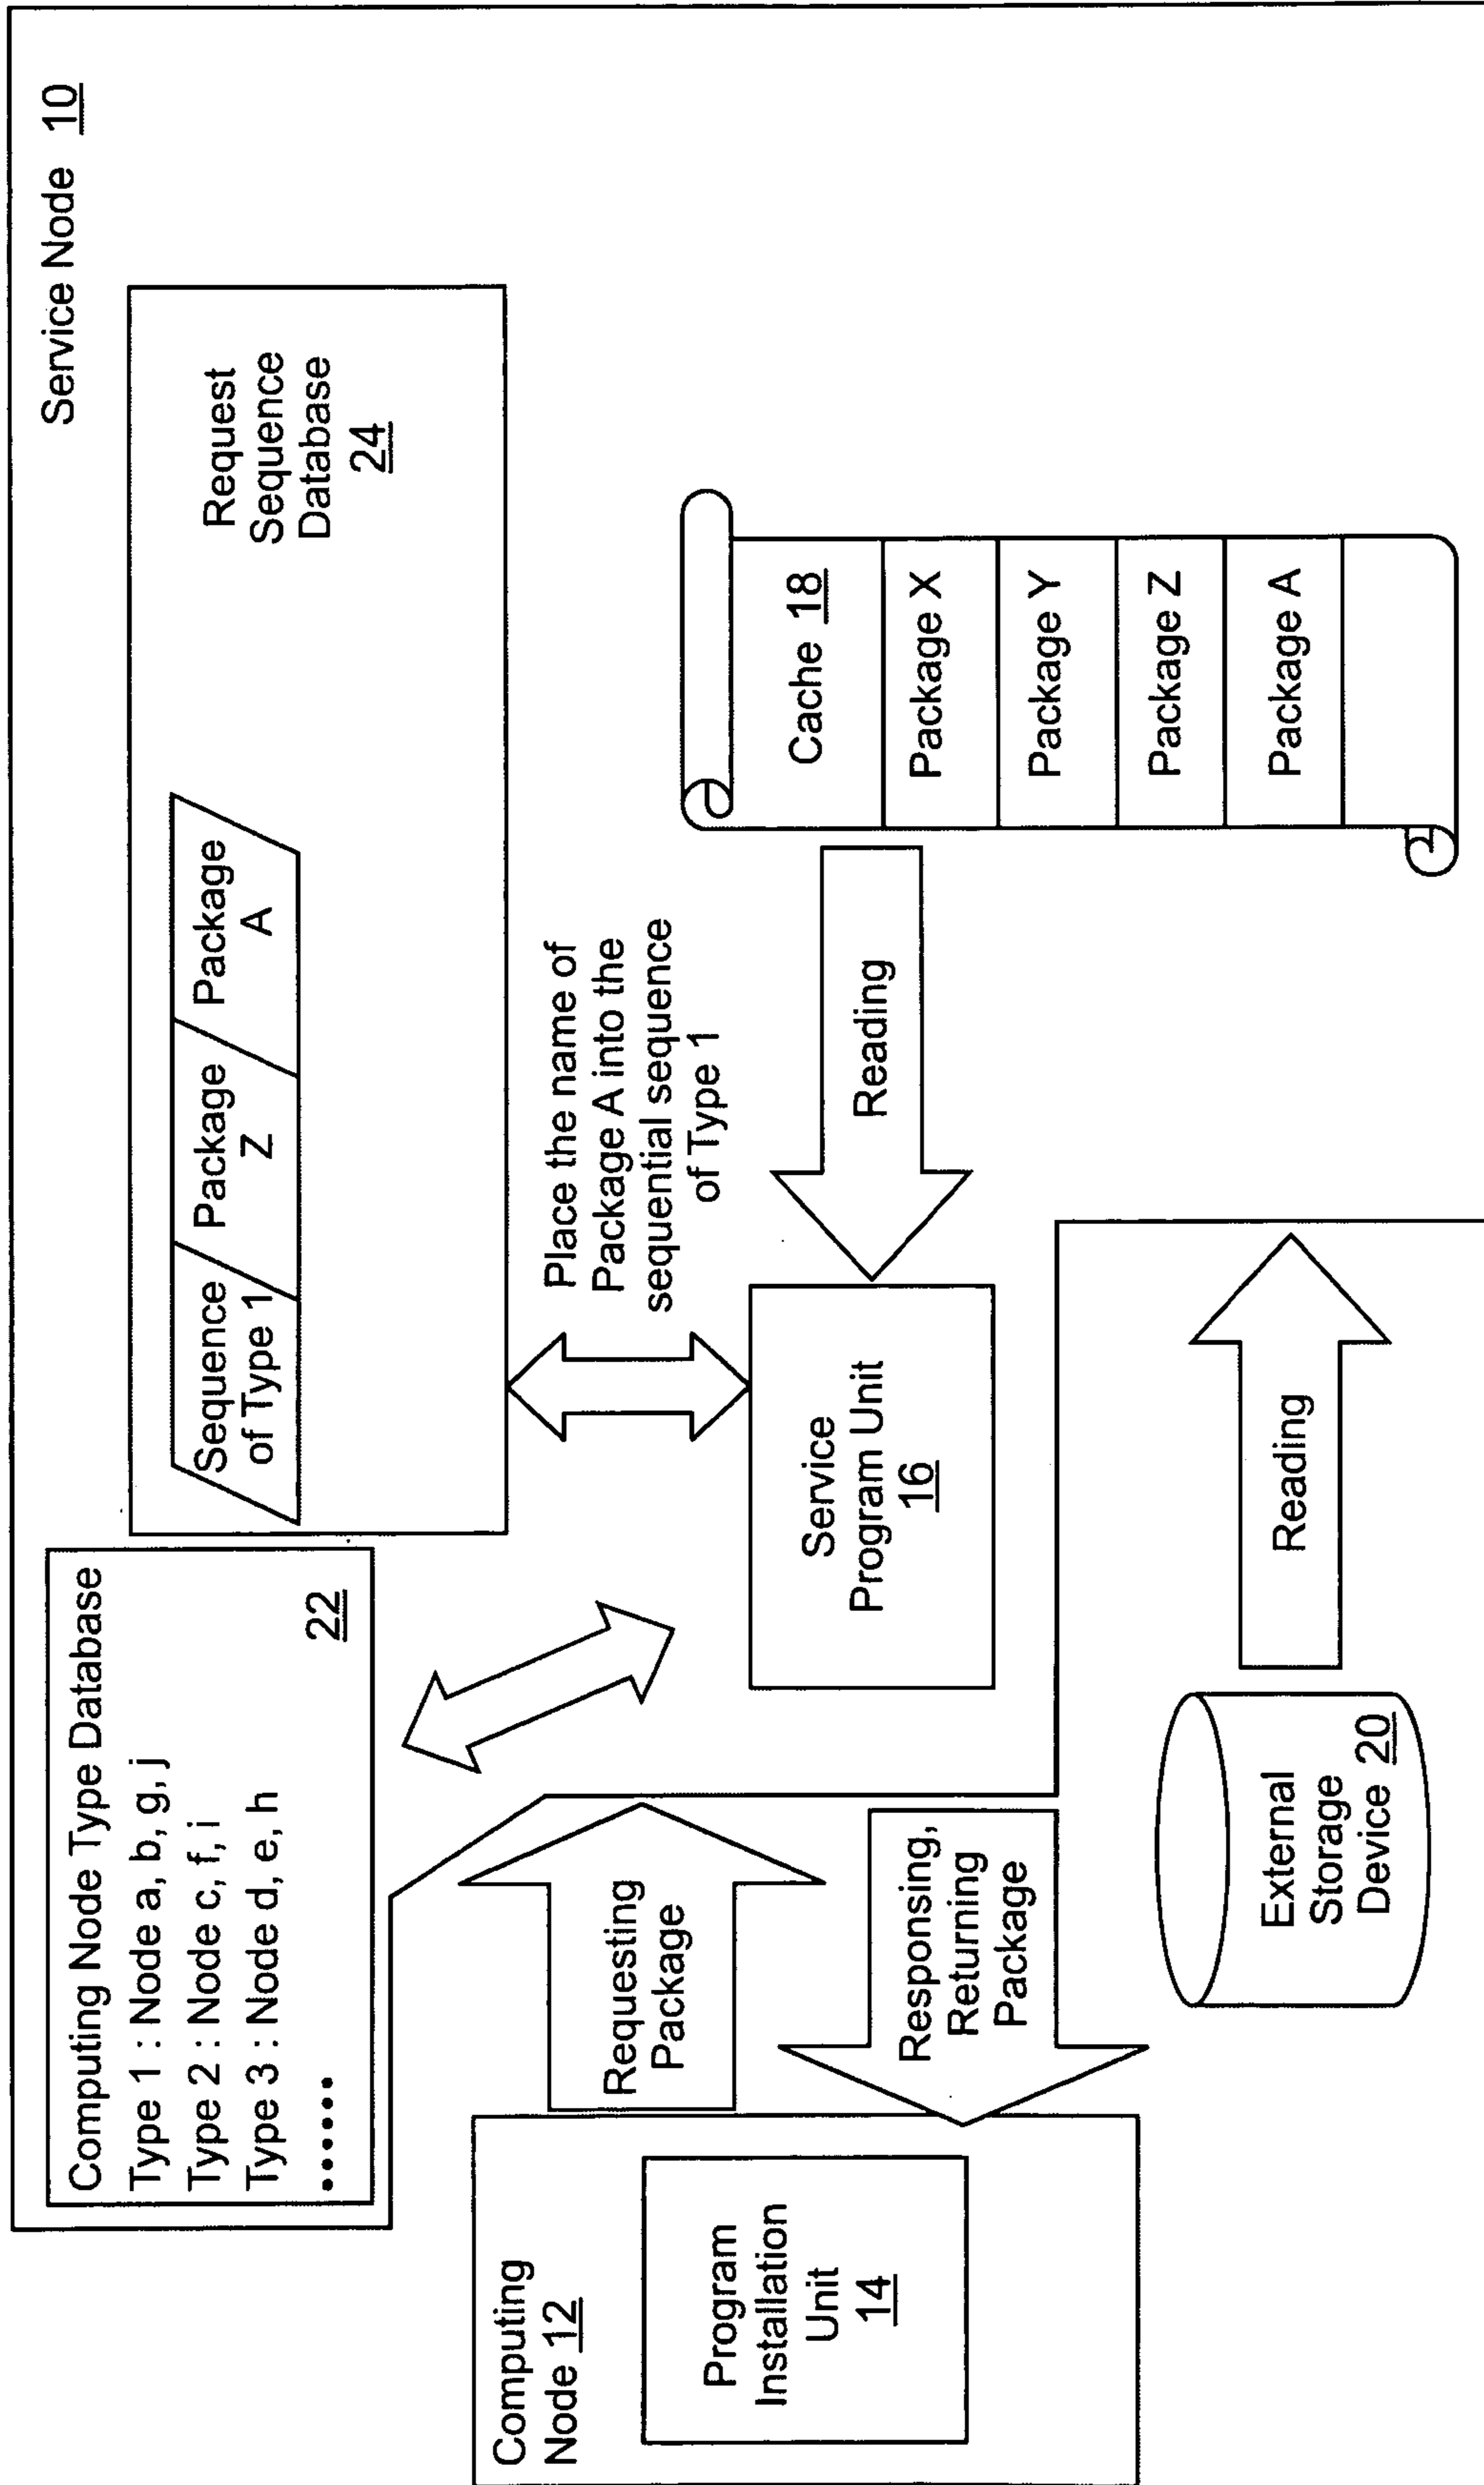 Service Node 10
Computing Node Type Database
Type 1 : Node a, b, g, j
Type 2 : Node c, f, i
Type 3 : Node d, e, h
......
22
Sequence
of Type 1
Package
Z
Package
A
Request
Sequence
Database
24
Place the name of
Package A into the
sequential sequence
of Type 1
Computing
Node 12
Program
Installation
Unit
14
Requesting
Package
Responsing,
Returning
Package
Service
Program Unit
16
Reading
Cache 18
Package X
Package Y
Package Z
Package A
External
Storage
Device 20
Reading